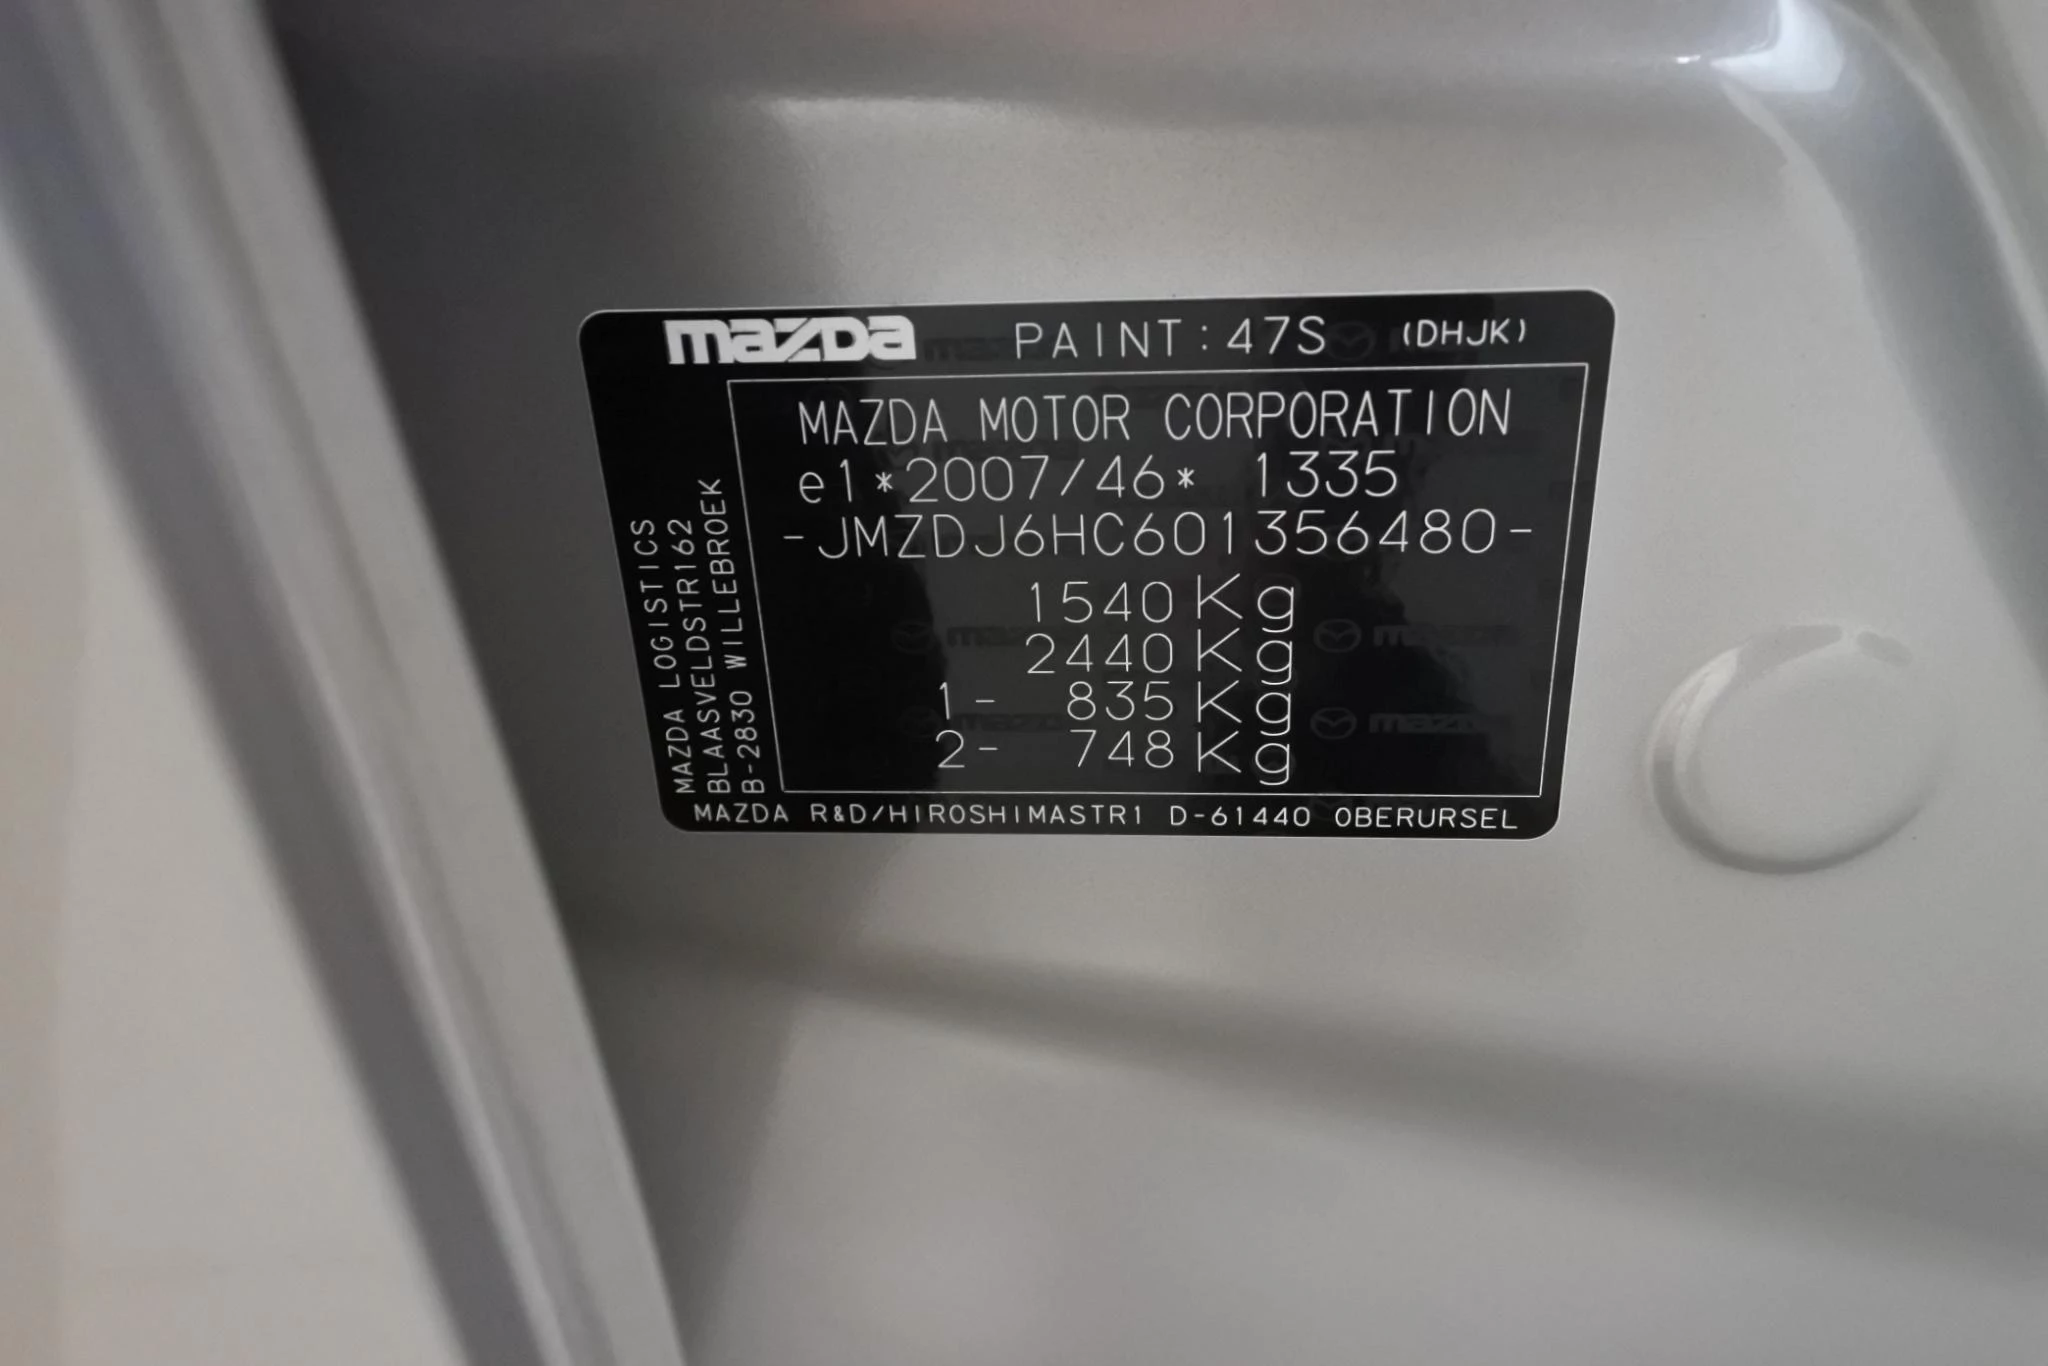 mazda PAINT:47S (DHJK)
MAZDA MOTOR CORPORATION
e1*2007/46* 1335
-JMZDJ6HC601356480-
1540Kg
2440Kg
1- 835Kg
2- 748Kg
MAZDA LOGISTICS
BLAASVELDSTR162
B-2830 WILLEBROEK
MAZDA R&D/HIROSHIMASTR1 D-61440 OBERURSEL